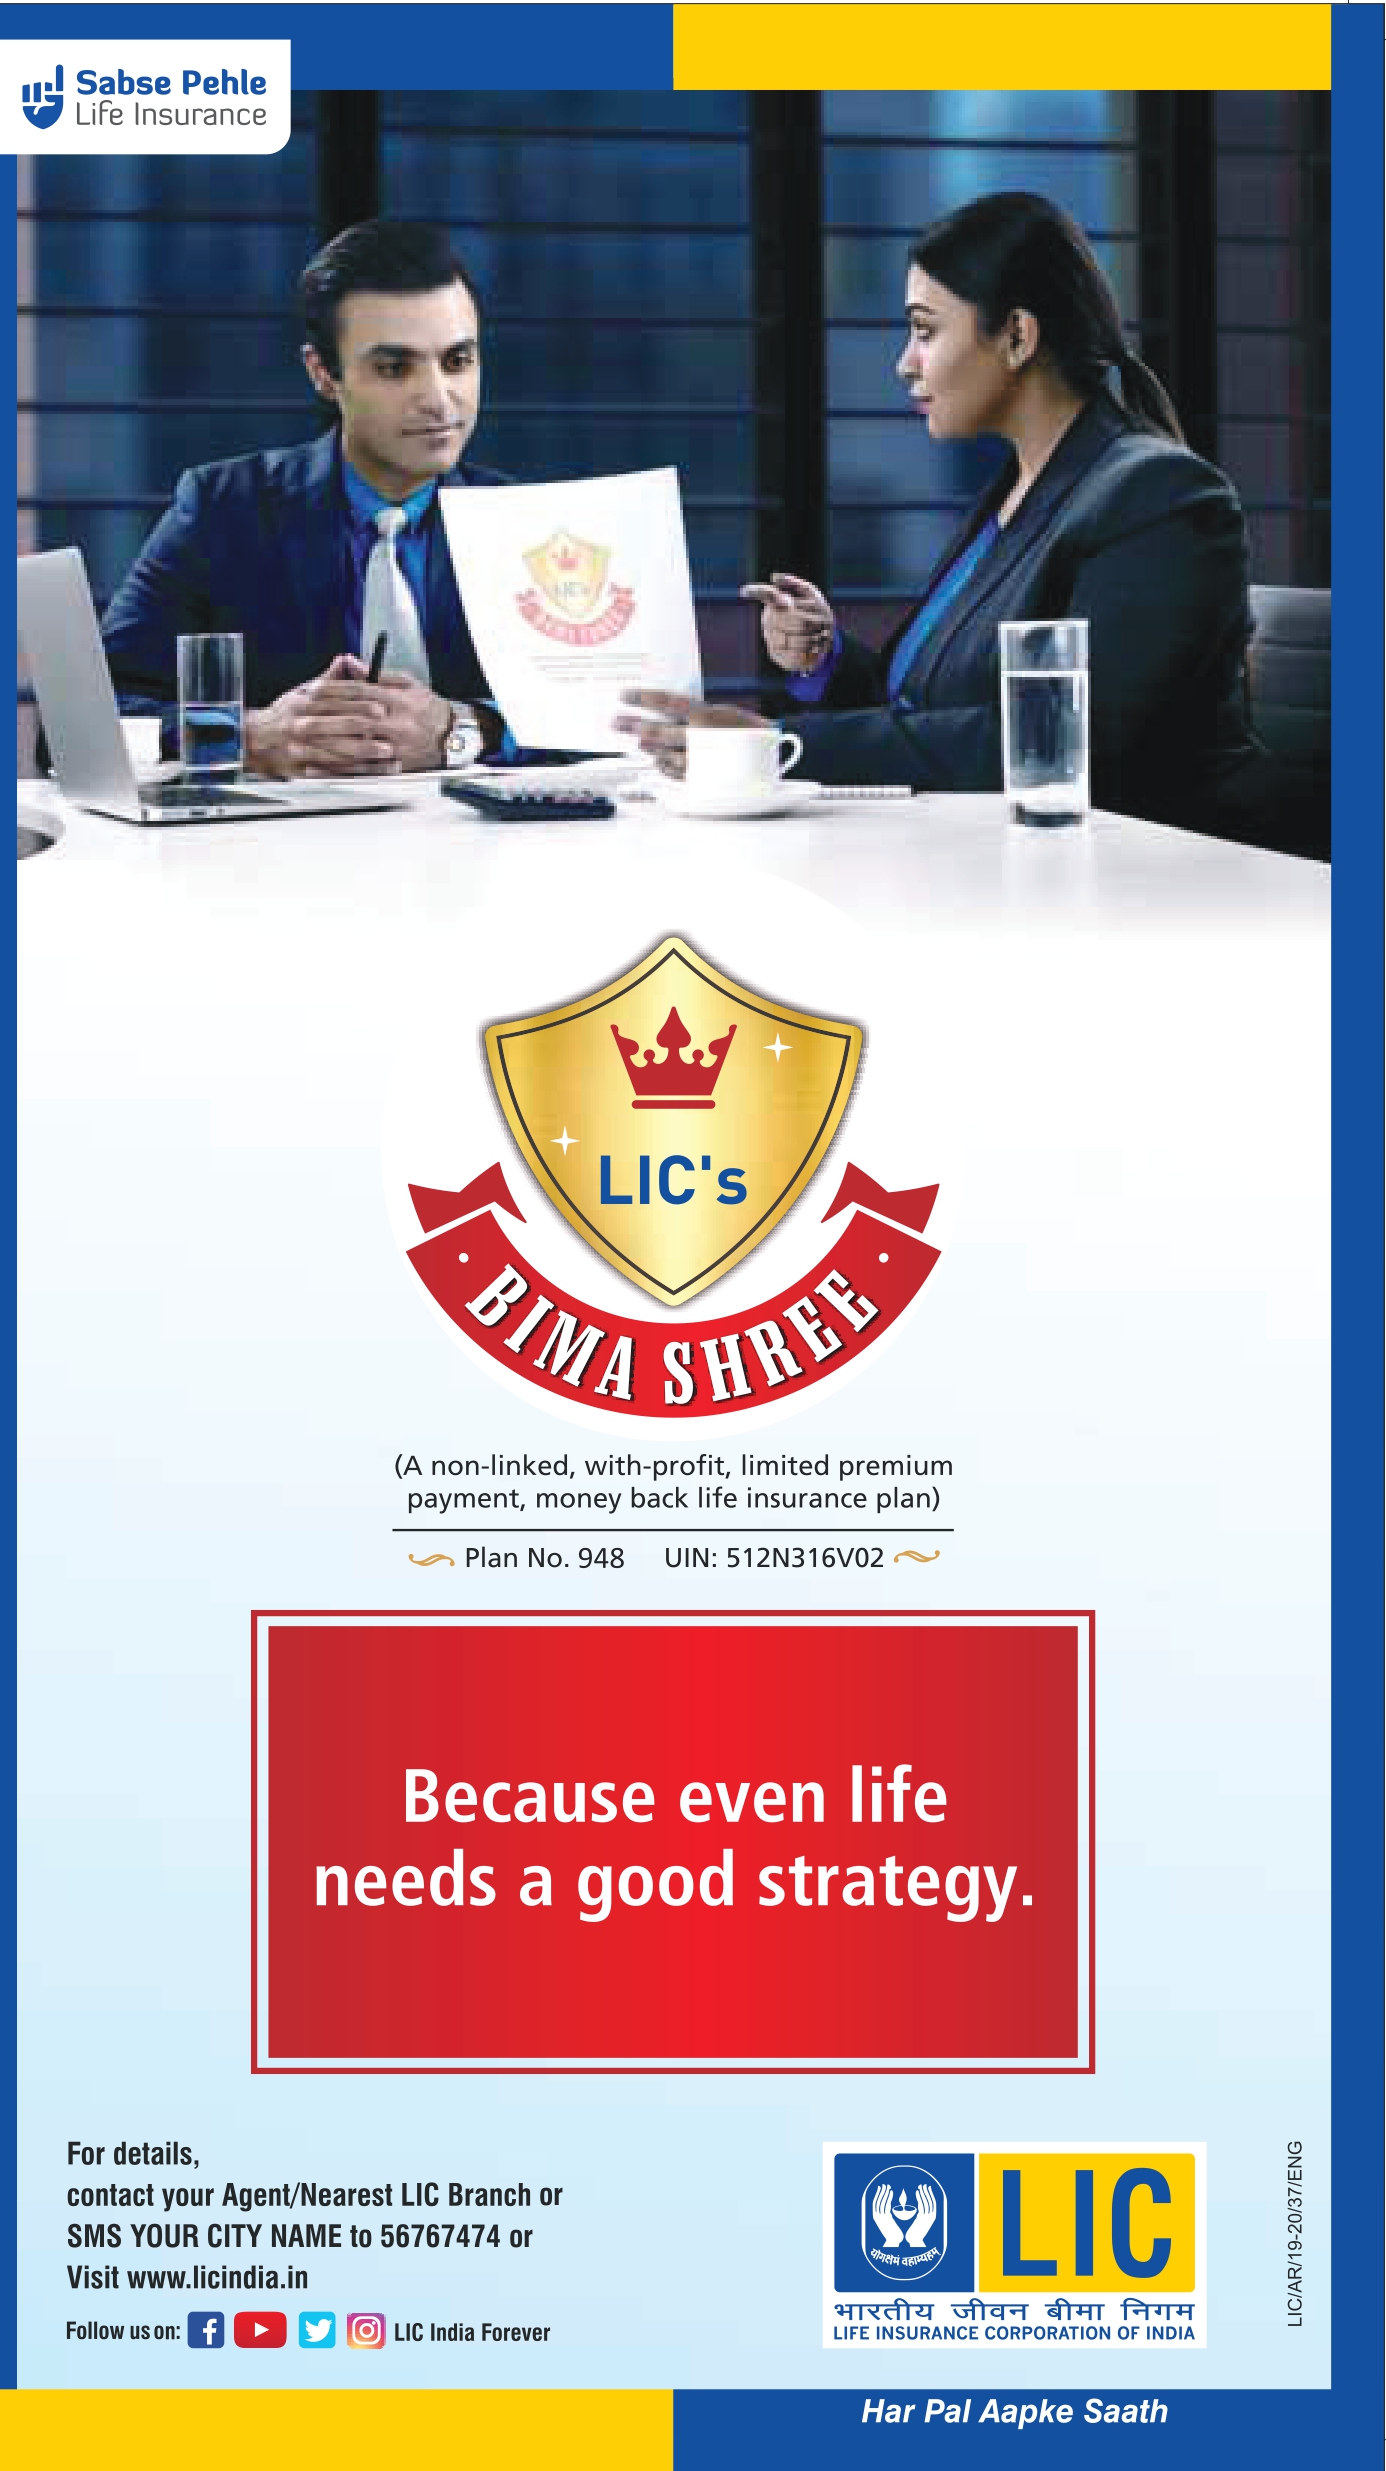 Sabse Pehle
Life Insurance
LIC's
BIMA SHREE
(A non-linked, with-profit, limited premium
payment, money back life insurance plan)
Plan No. 948 UIN: 512N316V02
Because even life
needs a good strategy.
For details,
contact your Agent/Nearest LIC Branch or
SMS YOUR CITY NAME to 56767474 or
Visit www.licindia.in
Follow us on: LIC India Forever
योगक्षेमं वहाम्यहम्
LIC
भारतीय जीवन बीमा निगम
LIFE INSURANCE CORPORATION OF INDIA
LIC/AR/19-20/37/ENG
Har Pal Aapke Saath